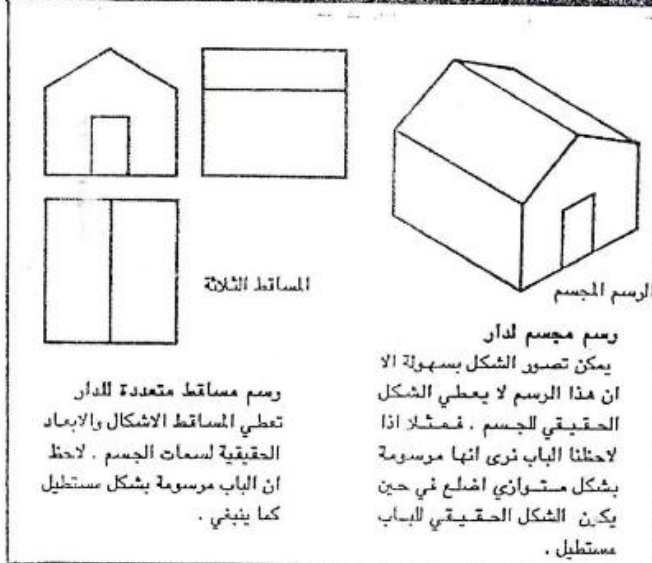 الرسم المجسم
رسم مجسم لدار
يمكن تصور الشكل بسهولة الا
ان هذا الرسم لا يعطي الشكل
الحقيقي للجسم . فمثلا اذا
لاحظنا الباب نرى انها مرسومة
بشكل متوازي اضلع في حين
يكون الشكل الحقيقي للباب
مستطيل .
المساقط الثلاثة
رسم مساقط متعددة للدار
تعطي المساقط الاشكال والابعاد
الحقيقية لسمات الجسم . لاحظ
ان الباب مرسومة بشكل مستطيل
كما ينبغي .